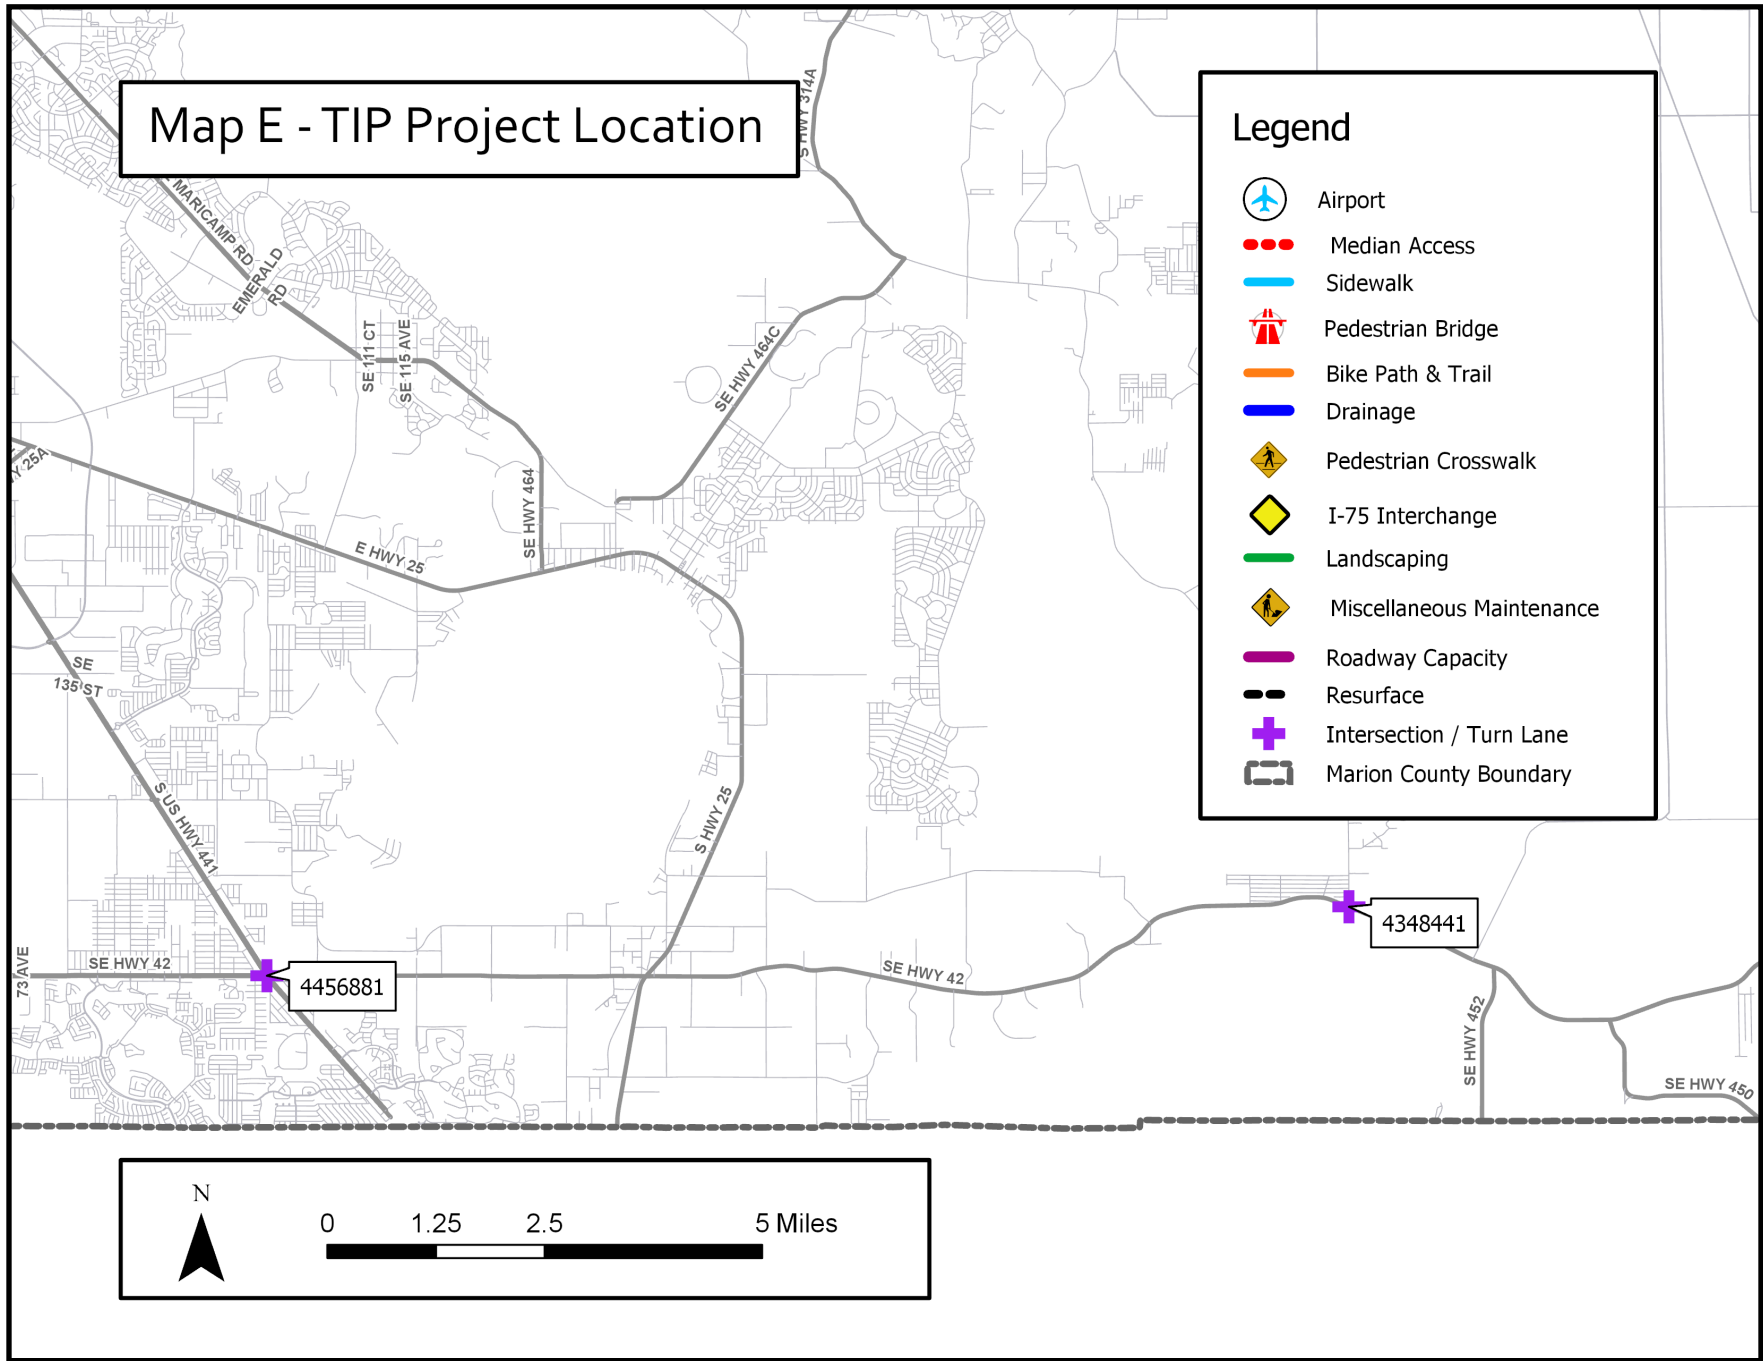 Map E - TIP Project Location
S HWY 314A
MARICAMP RD
EMERALD
RD
SE 111 CT
SE 115 AVE
SE HWY 464C
SE HWY 464
Y 25A
E HWY 25
SE
135 ST
S US HWY 441
S HWY 25
73 AVE
SE HWY 42
4456881
SE HWY 42
4348441
SE HWY 452
SE HWY 450
Legend
Airport
Median Access
Sidewalk
Pedestrian Bridge
Bike Path & Trail
Drainage
Pedestrian Crosswalk
I-75 Interchange
Landscaping
Miscellaneous Maintenance
Roadway Capacity
Resurface
Intersection / Turn Lane
Marion County Boundary
N
0 1.25 2.5 5 Miles